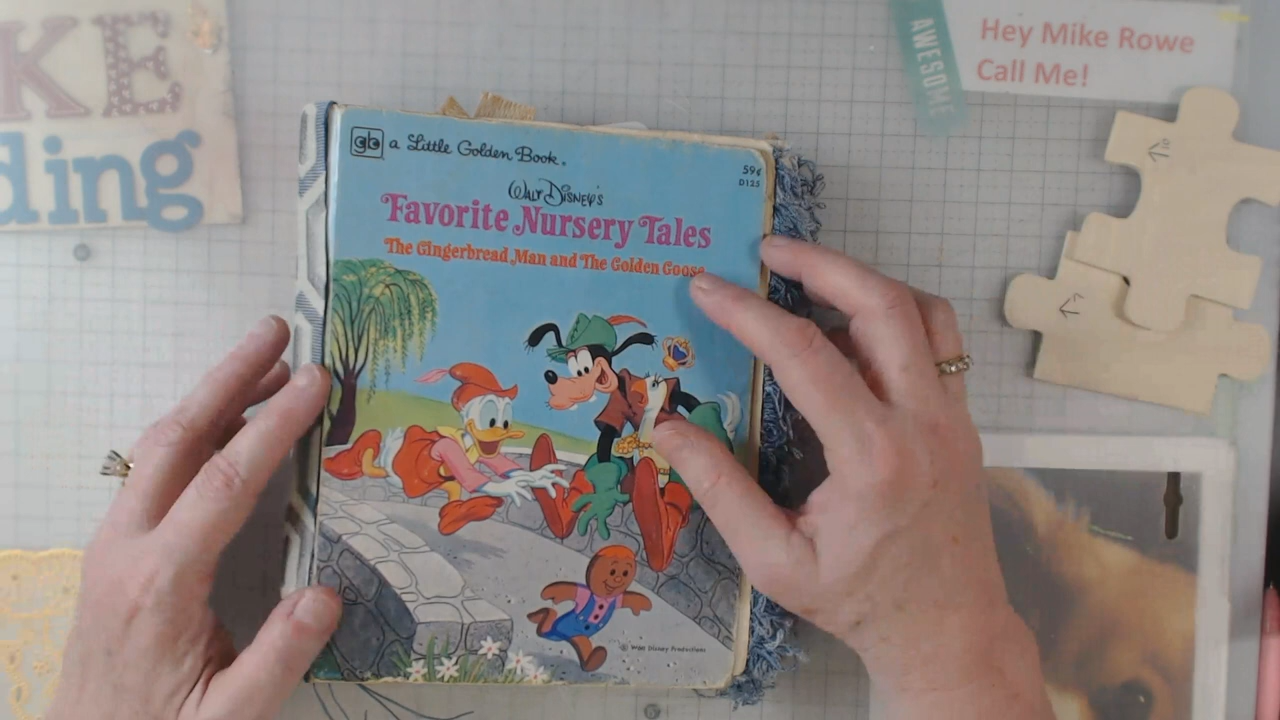 KE
ding
AWESOME
Hey Mike Rowe
Call Me!
gb a Little Golden Book®
59¢
D125
Walt Disney's
Favorite Nursery Tales
The Gingerbread Man and The Golden Goose
© Walt Disney Productions